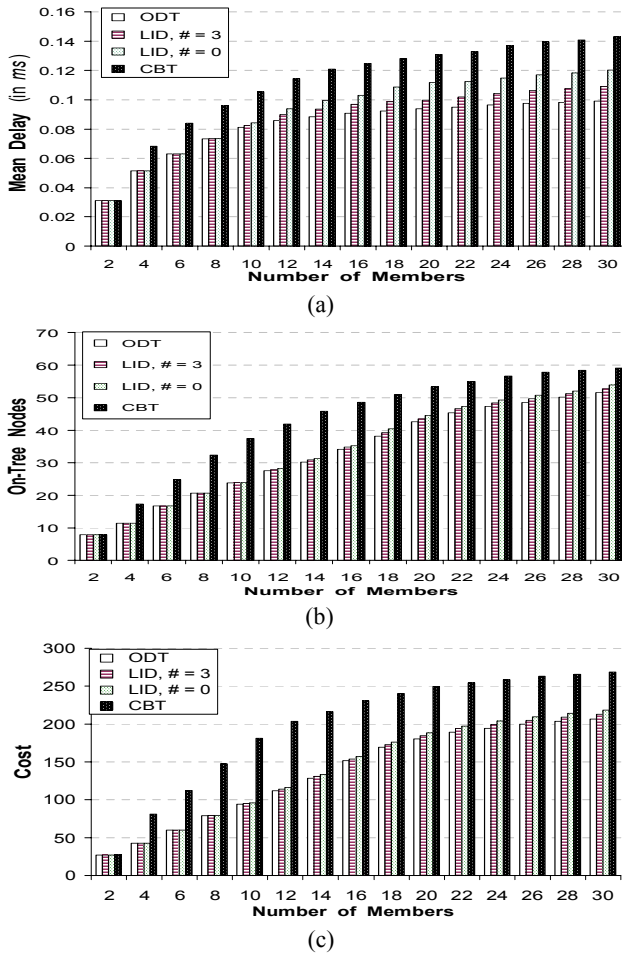 0.16
0.14
0.12
0.1
0.08
0.06
0.04
0.02
0
Mean Delay (in ms)
ODT
LID, # = 3
LID, # = 0
CBT
2 4 6 8 10 12 14 16 18 20 22 24 26 28 30
Number of Members
(a)
70
60
50
40
30
20
10
0
On-Tree Nodes
ODT
LID, # = 3
LID, # = 0
CBT
2 4 6 8 10 12 14 16 18 20 22 24 26 28 30
Number of Members
(b)
300
250
200
150
100
50
0
Cost
ODT
LID, # = 3
LID, # = 0
CBT
2 4 6 8 10 12 14 16 18 20 22 24 26 28 30
Number of Members
(c)